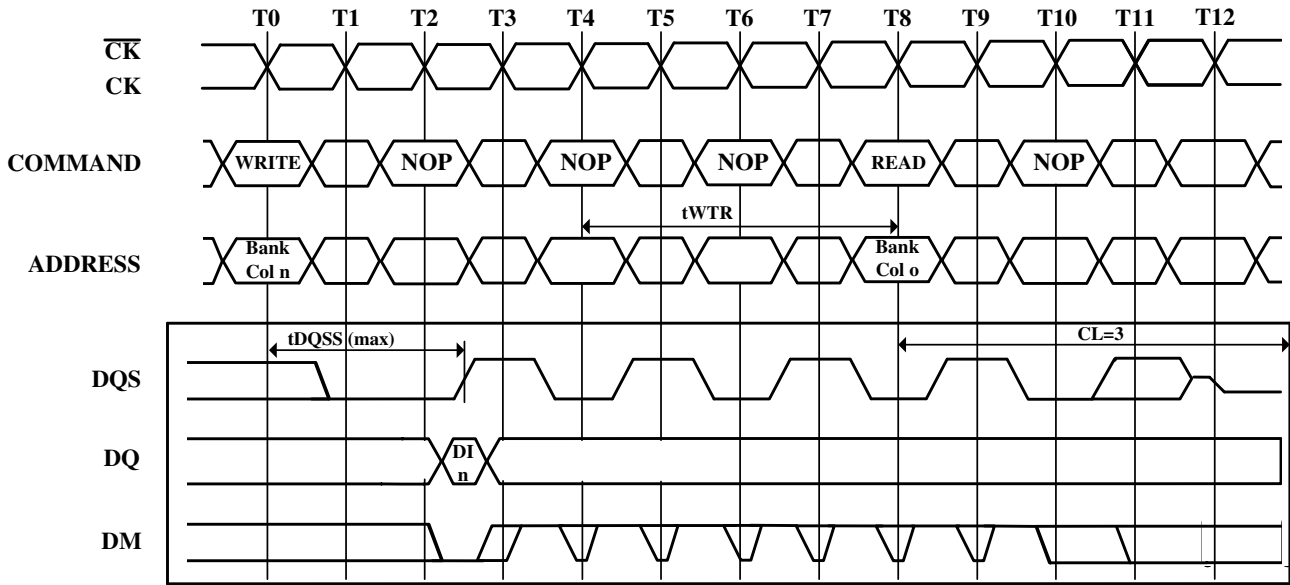 T0 T1 T2 T3 T4 T5 T6 T7 T8 T9 T10 T11 T12
CK
CK
COMMAND WRITE NOP NOP NOP READ NOP
tWTR
ADDRESS Bank Col n Bank Col o
tDQSS (max) CL=3
DQS
DQ DI n
DM